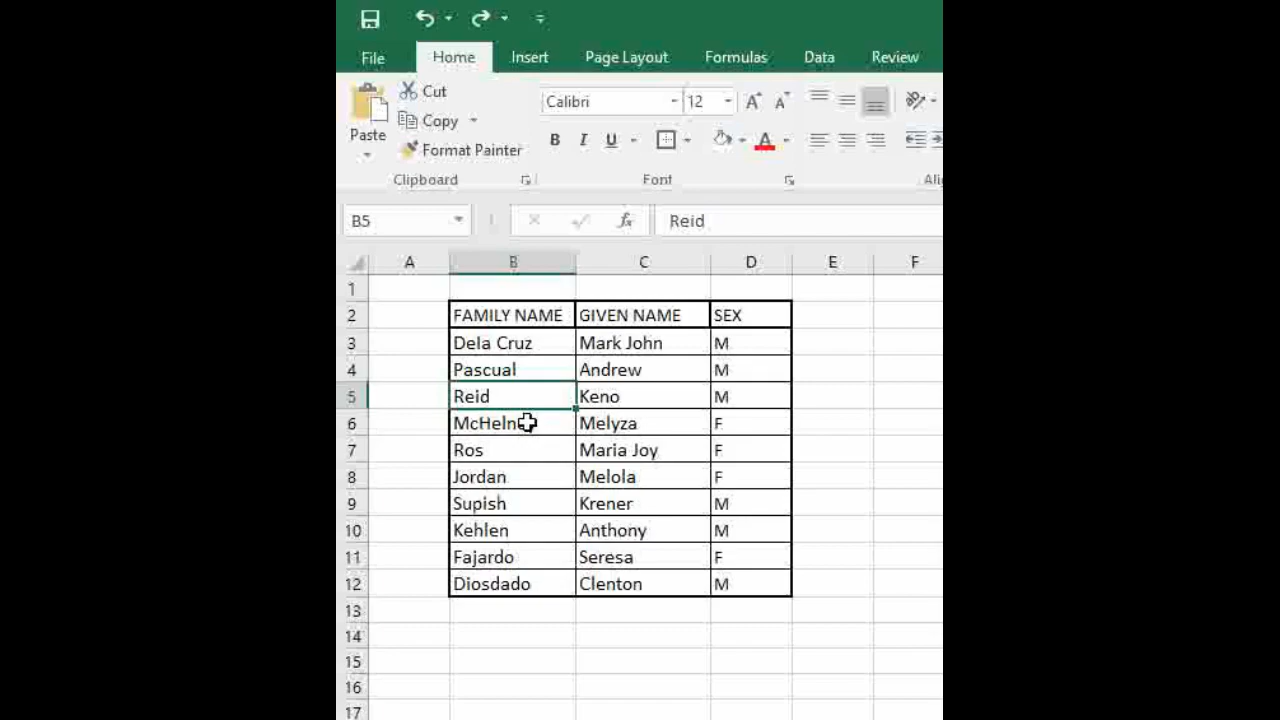 File Home Insert Page Layout Formulas Data Review
Cut
Calibri 12
Copy
Paste
B I U
Format Painter
Clipboard Font
B5 fx Reid
A B C D E F
1
2 FAMILY NAME GIVEN NAME SEX
3 Dela Cruz Mark John M
4 Pascual Andrew M
5 Reid Keno M
6 Melyza F
7 Ros Maria Joy F
8 Jordan Melola F
9 Supish Krener M
10 Kehlen Anthony M
11 Fajardo Seresa F
12 Diosdado Clenton M
13
14
15
16
17